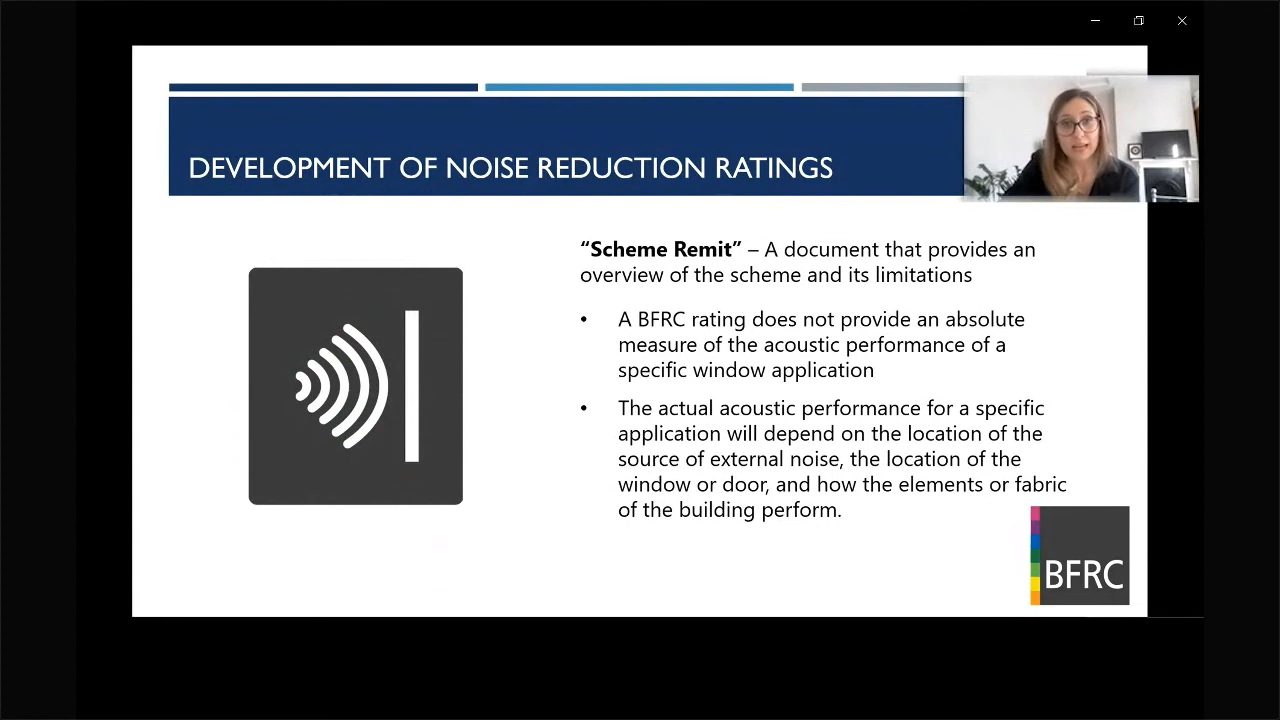 DEVELOPMENT OF NOISE REDUCTION RATINGS
“Scheme Remit” – A document that provides an
overview of the scheme and its limitations
• A BFRC rating does not provide an absolute
measure of the acoustic performance of a
specific window application
• The actual acoustic performance for a specific
application will depend on the location of the
source of external noise, the location of the
window or door, and how the elements or fabric
of the building perform.
BFRC